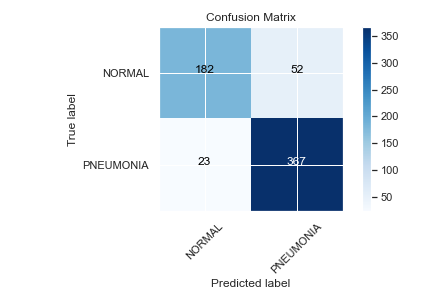 Confusion Matrix
True label
NORMAL
182
52
PNEUMONIA
23
367
NORMAL
PNEUMONIA
Predicted label
350
300
250
200
150
100
50